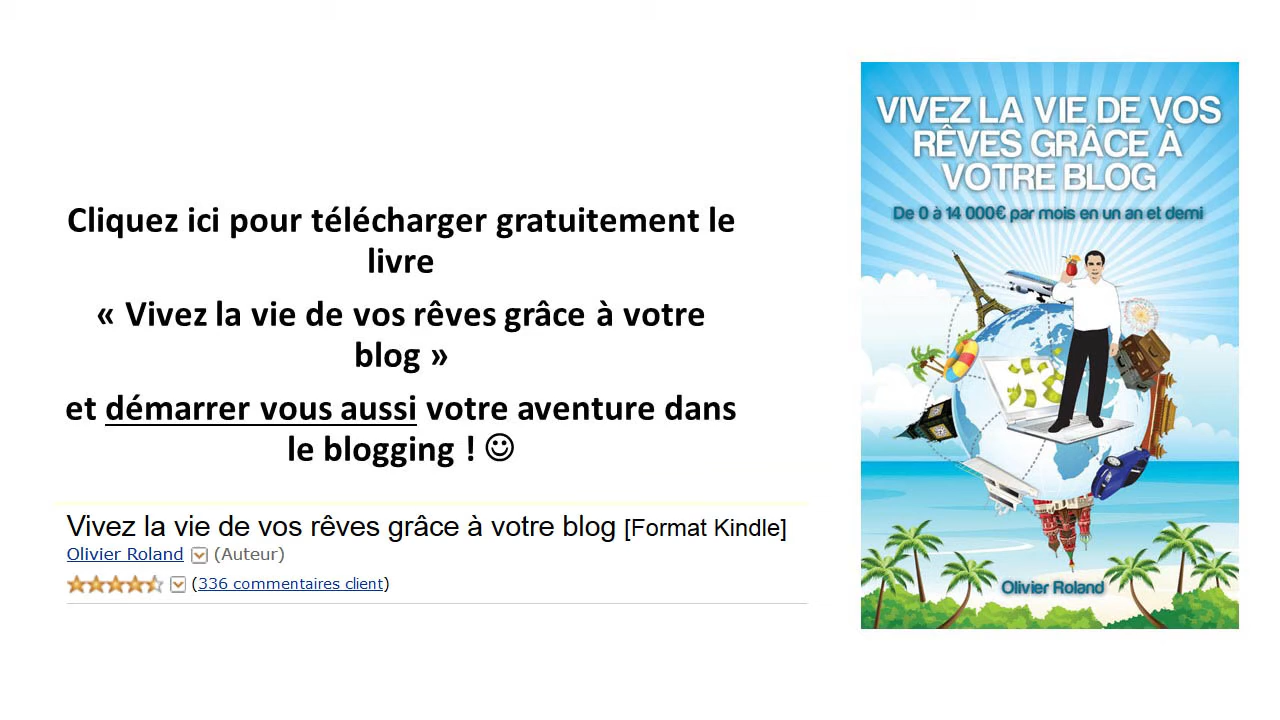 Cliquez ici pour télécharger gratuitement le
livre
« Vivez la vie de vos rêves grâce à votre
blog »
et démarrer vous aussi votre aventure dans
le blogging ! ☺
Vivez la vie de vos rêves grâce à votre blog [Format Kindle]
Olivier Roland (Auteur)
(336 commentaires client)
VIVEZ LA VIE DE VOS
RÊVES GRÂCE À
VOTRE BLOG
De 0 à 14 000€ par mois en un an et demi
Olivier Roland